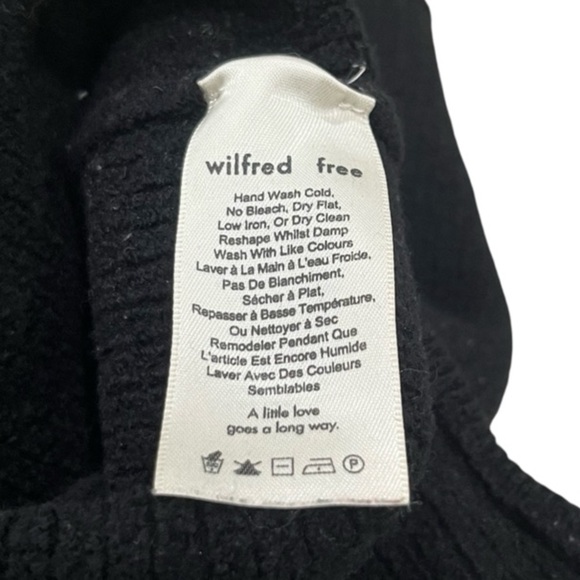 wilfred free
Hand Wash Cold,
No Bleach, Dry Flat,
Low Iron, Or Dry Clean
Reshape Whilst Damp
Wash With Like Colours
Laver à La Main à L'eau Froide,
Pas De Blanchiment,
Sécher à Plat,
Repasser à Basse Température,
Ou Nettoyer à Sec
Remodeler Pendant Que
L'article Est Encore Humide
Laver Avec Des Couleurs
Semblables
A little love
goes a long way.
P